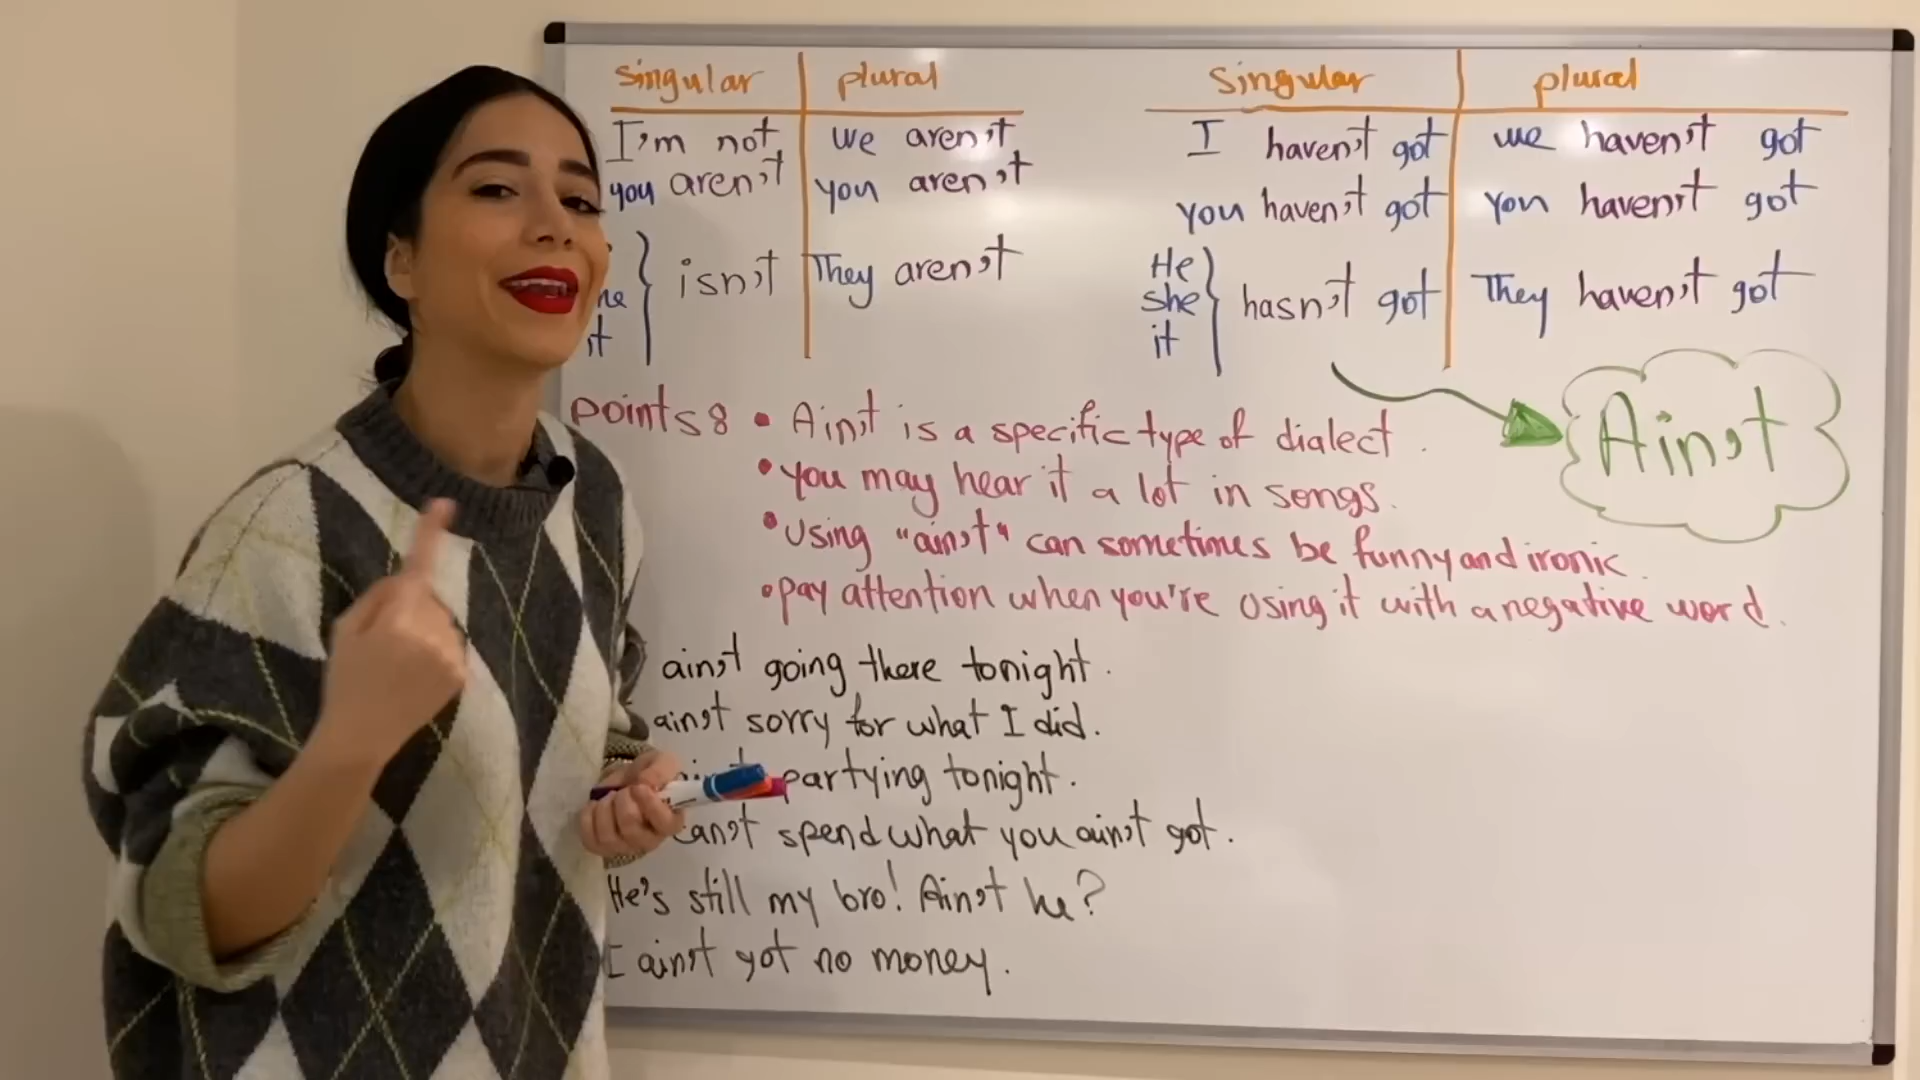 singular plural
I'm not we aren't
you aren't you aren't
isn't They aren't
it
singular plural
I haven't got we haven't got
you haven't got you haven't got
He
she hasn't got They haven't got
it
Ain't
points: • Ain't is a specific type of dialect.
• you may hear it a lot in songs.
• Using "ain't" can sometimes be funny and ironic.
• pay attention when you're using it with a negative word.
ain't going there tonight.
ain't sorry for what I did.
partying tonight.
can't spend what you ain't got.
He's still my bro! Ain't he?
I ain't got no money.